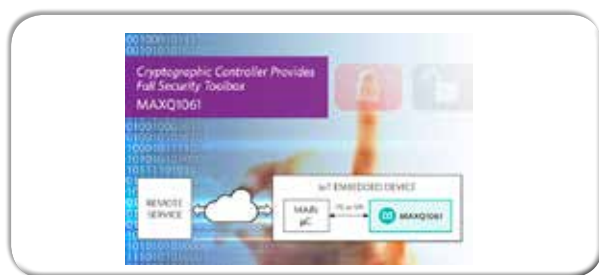 Cryptographic Controller Provides
Full Security Toolbox
MAXQ1061
IoT EMBEDDED DEVICE
REMOTE
SERVICE
MAIN
µC
I²C or SPI
MAXQ1061